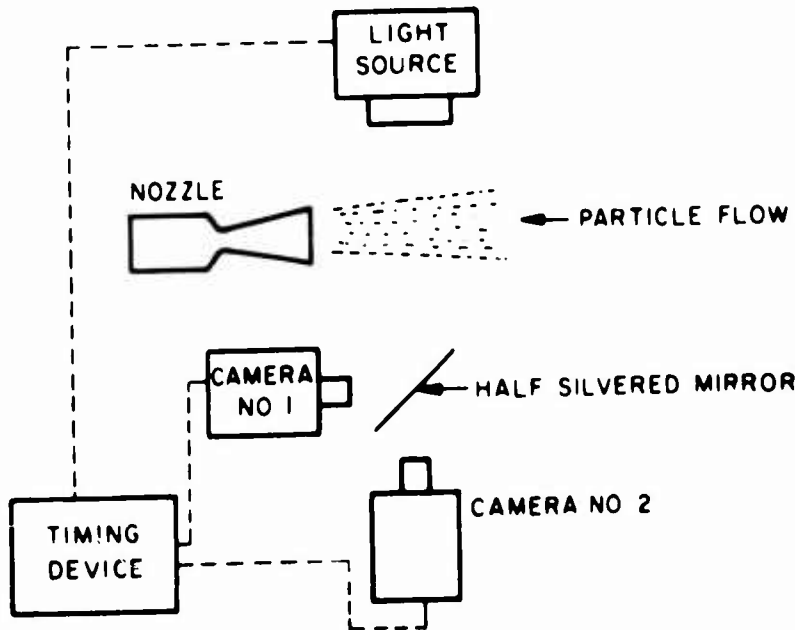 LIGHT
SOURCE
NOZZLE
PARTICLE FLOW
CAMERA
NO 1
HALF SILVERED MIRROR
CAMERA NO 2
TIMING
DEVICE